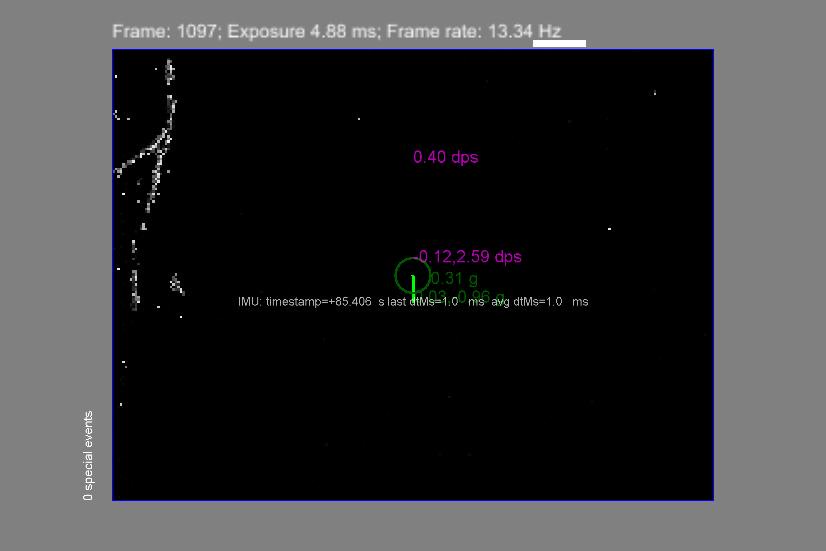 Frame: 1097; Exposure 4.88 ms; Frame rate: 13.34 Hz
0.40 dps
-0.12,2.59 dps
0.31 g
IMU: timestamp=+85.406 s last dtMs=1.0 ms avg dtMs=1.0 ms
0 special events